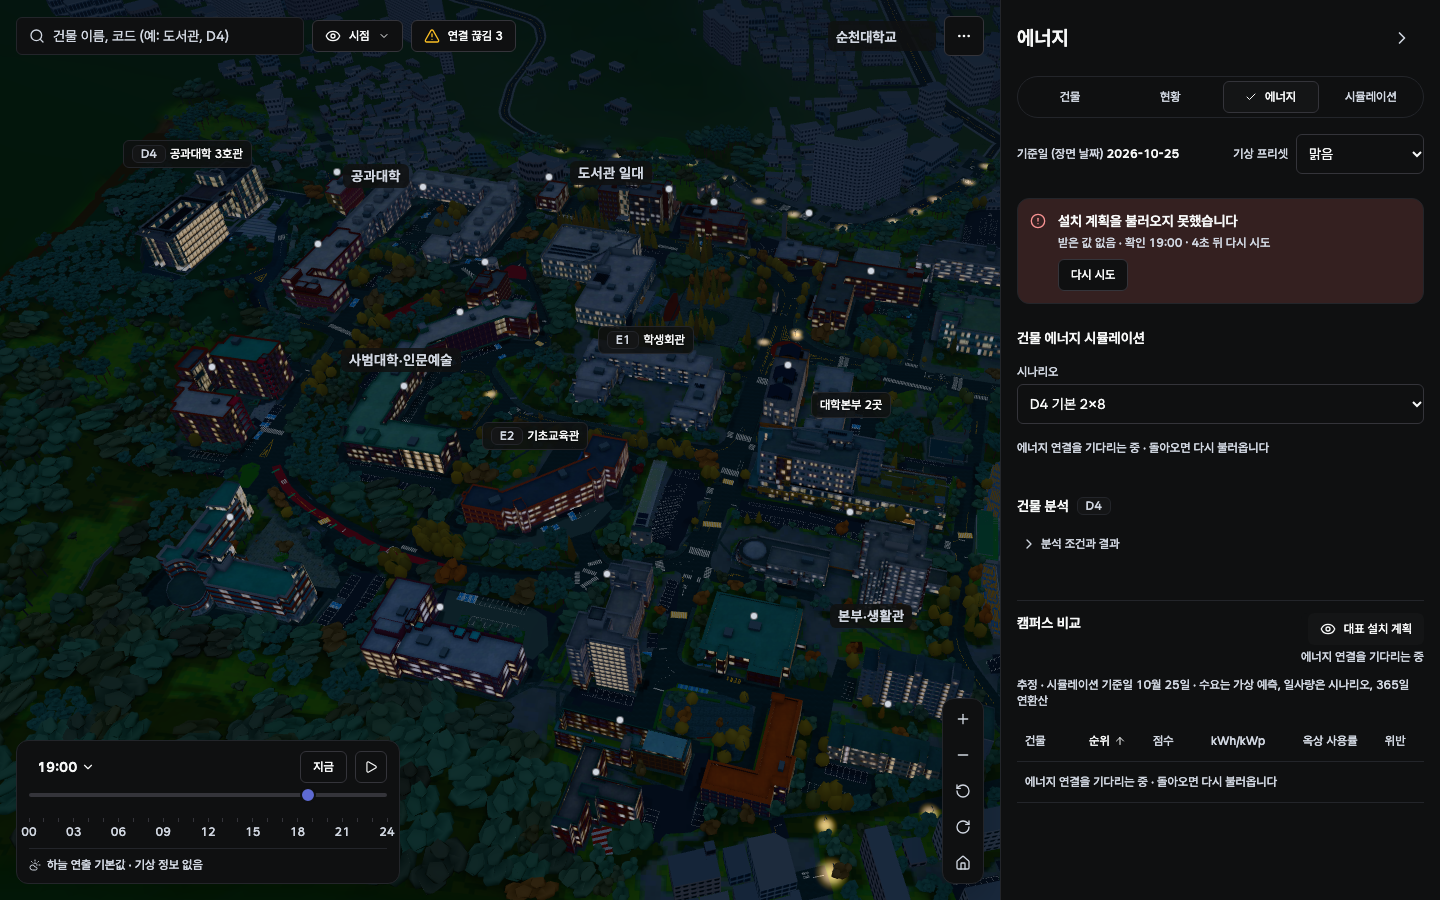 건물 이름, 코드 (예: 도서관, D4)
시점
연결 끊김 3
순천대학교
D4 공과대학 3호관
공과대학
도서관 일대
E1 학생회관
사범대학·인문예술
대학본부 2곳
E2 기초교육관
본부·생활관
19:00
지금
00 03 06 09 12 15 18 21 24
하늘 연출 기본값 · 기상 정보 없음
에너지
건물 현황 에너지 시뮬레이션
기준일 (장면 날짜) 2026-10-25
기상 프리셋 맑음
설치 계획을 불러오지 못했습니다
받은 값 없음 · 확인 19:00 · 4초 뒤 다시 시도
다시 시도
건물 에너지 시뮬레이션
시나리오
D4 기본 2×8
에너지 연결을 기다리는 중 · 돌아오면 다시 불러옵니다
건물 분석 D4
분석 조건과 결과
캠퍼스 비교
대표 설치 계획
에너지 연결을 기다리는 중
추정 · 시뮬레이션 기준일 10월 25일 · 수요는 가상 예측, 일사량은 시나리오, 365일
연환산
건물 순위 ↑ 점수 kWh/kWp 옥상 사용률 위반
에너지 연결을 기다리는 중 · 돌아오면 다시 불러옵니다